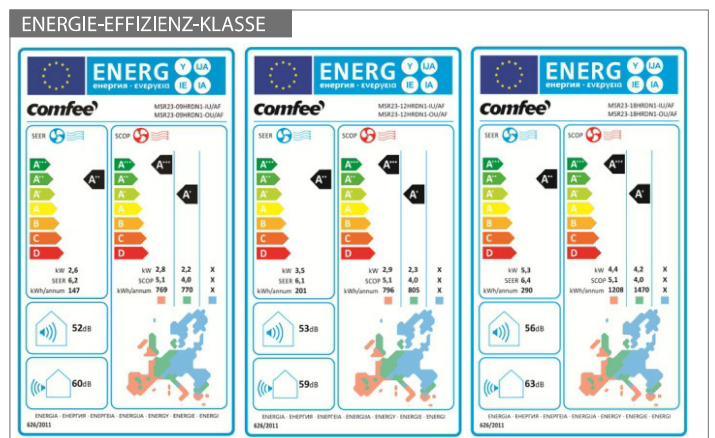 ENERGIE-EFFIZIENZ-KLASSE
ENERG Y IJA
енергия · ενεργεια IE IA
comfee'
MSR23-09HRDN1-IU/AF
MSR23-09HRDN1-OU/AF
SEER SCOP
A+++ A+++ A+++
A++ A++ A++
A+ A+ A+
A A
B B
C C
D D
kW 2,6 kW 2,8 2,2 X
SEER 6,2 SCOP 5,1 4,0 X
kWh/annum 147 kWh/annum 769 770 X
52dB
60dB
ENERGIA · ЕНЕРГИЯ · ΕΝΕΡΓΕΙΑ · ENERGIJA · ENERGY · ENERGIE · ENERGI
626/2011
ENERG Y IJA
енергия · ενεργεια IE IA
comfee'
MSR23-12HRDN1-IU/AF
MSR23-12HRDN1-OU/AF
SEER SCOP
A+++ A+++ A+++
A++ A++ A++
A+ A+ A+
A A
B B
C C
D D
kW 3,5 kW 2,9 2,3 X
SEER 6,1 SCOP 5,1 4,0 X
kWh/annum 201 kWh/annum 796 805 X
53dB
59dB
ENERGIA · ЕНЕРГИЯ · ΕΝΕΡΓΕΙΑ · ENERGIJA · ENERGY · ENERGIE · ENERGI
626/2011
ENERG Y IJA
енергия · ενεργεια IE IA
comfee'
MSR23-18HRDN1-IU/AF
MSR23-18HRDN1-OU/AF
SEER SCOP
A+++ A+++ A+++
A++ A++ A++
A+ A+ A+
A A
B B
C C
D D
kW 5,3 kW 4,4 4,2 X
SEER 6,4 SCOP 5,1 4,0 X
kWh/annum 290 kWh/annum 1208 1470 X
56dB
63dB
ENERGIA · ЕНЕРГИЯ · ΕΝΕΡΓΕΙΑ · ENERGIJA · ENERGY · ENERGIE · ENERGI
626/2011